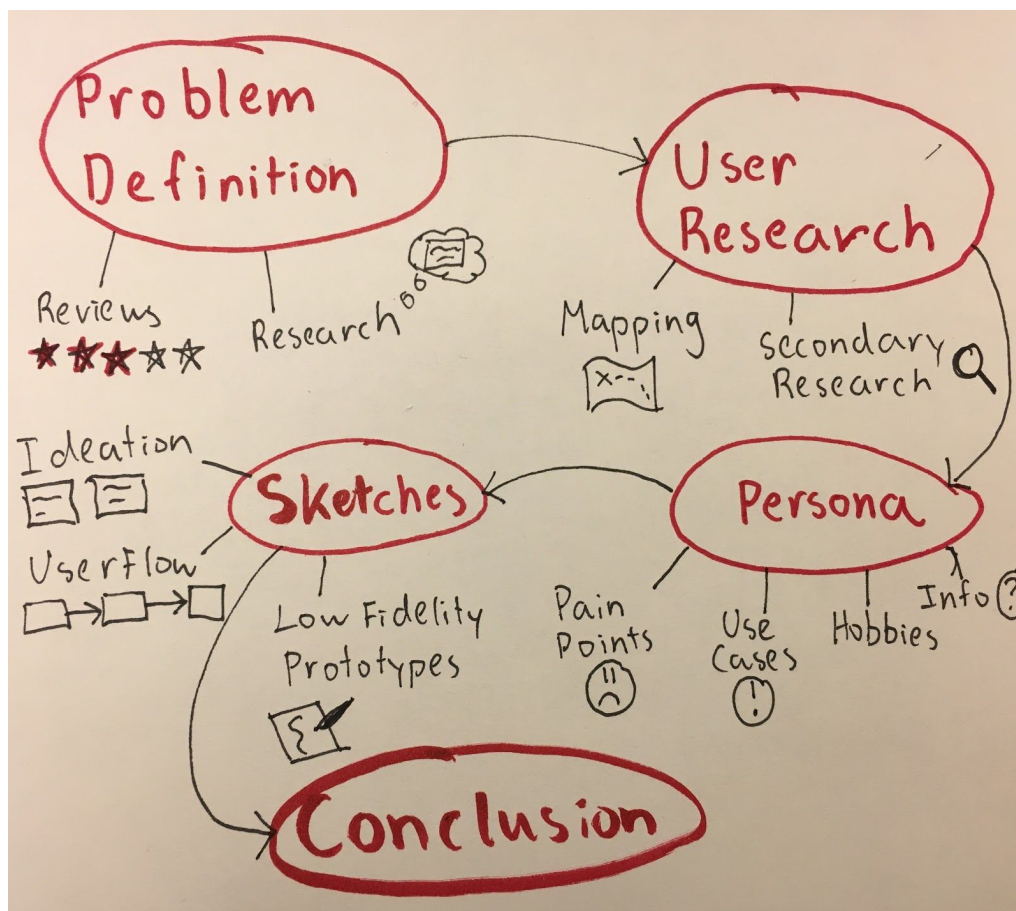 Problem
Definition
Reviews
Research
User
Research
Mapping
Secondary
Research
Persona
Pain
Points
Use
Cases
Hobbies
Info
Sketches
Ideation
UserFlow
Low Fidelity
Prototypes
Conclusion